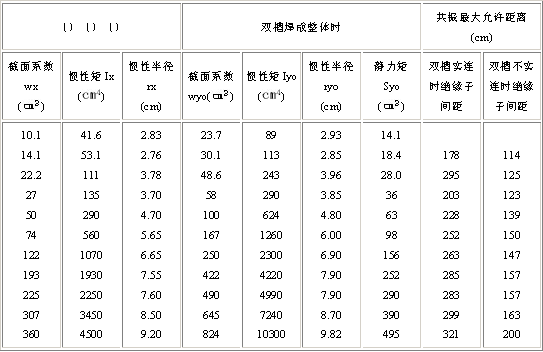 [] [] []
双槽焊成整体时
共振最大允许距离
(cm)
截面系数
wx
(cm³)
惯性矩 Ix
(cm⁴)
惯性半径
rx
(cm)
截面系数
wyo(cm³)
惯性矩 Iyo
(cm⁴)
惯性半径
ryo
(cm)
静力矩
Syo
(cm³)
双槽实连
时绝缘子
间距
双槽不实
连时绝缘
子间距
10.1 41.6 2.83 23.7 89 2.93 14.1
14.1 53.1 2.76 30.1 113 2.85 18.4 178 114
22.2 111 3.78 48.6 243 3.96 28.0 295 125
27 135 3.70 58 290 3.85 36 203 123
50 290 4.70 100 624 4.80 63 228 139
74 560 5.65 167 1260 6.00 98 252 150
122 1070 6.65 250 2300 6.90 156 263 147
193 1930 7.55 422 4220 7.90 252 285 157
225 2250 7.60 490 4990 7.90 290 283 157
307 3450 8.50 645 7240 8.70 390 299 163
360 4500 9.20 824 10300 9.82 495 321 200